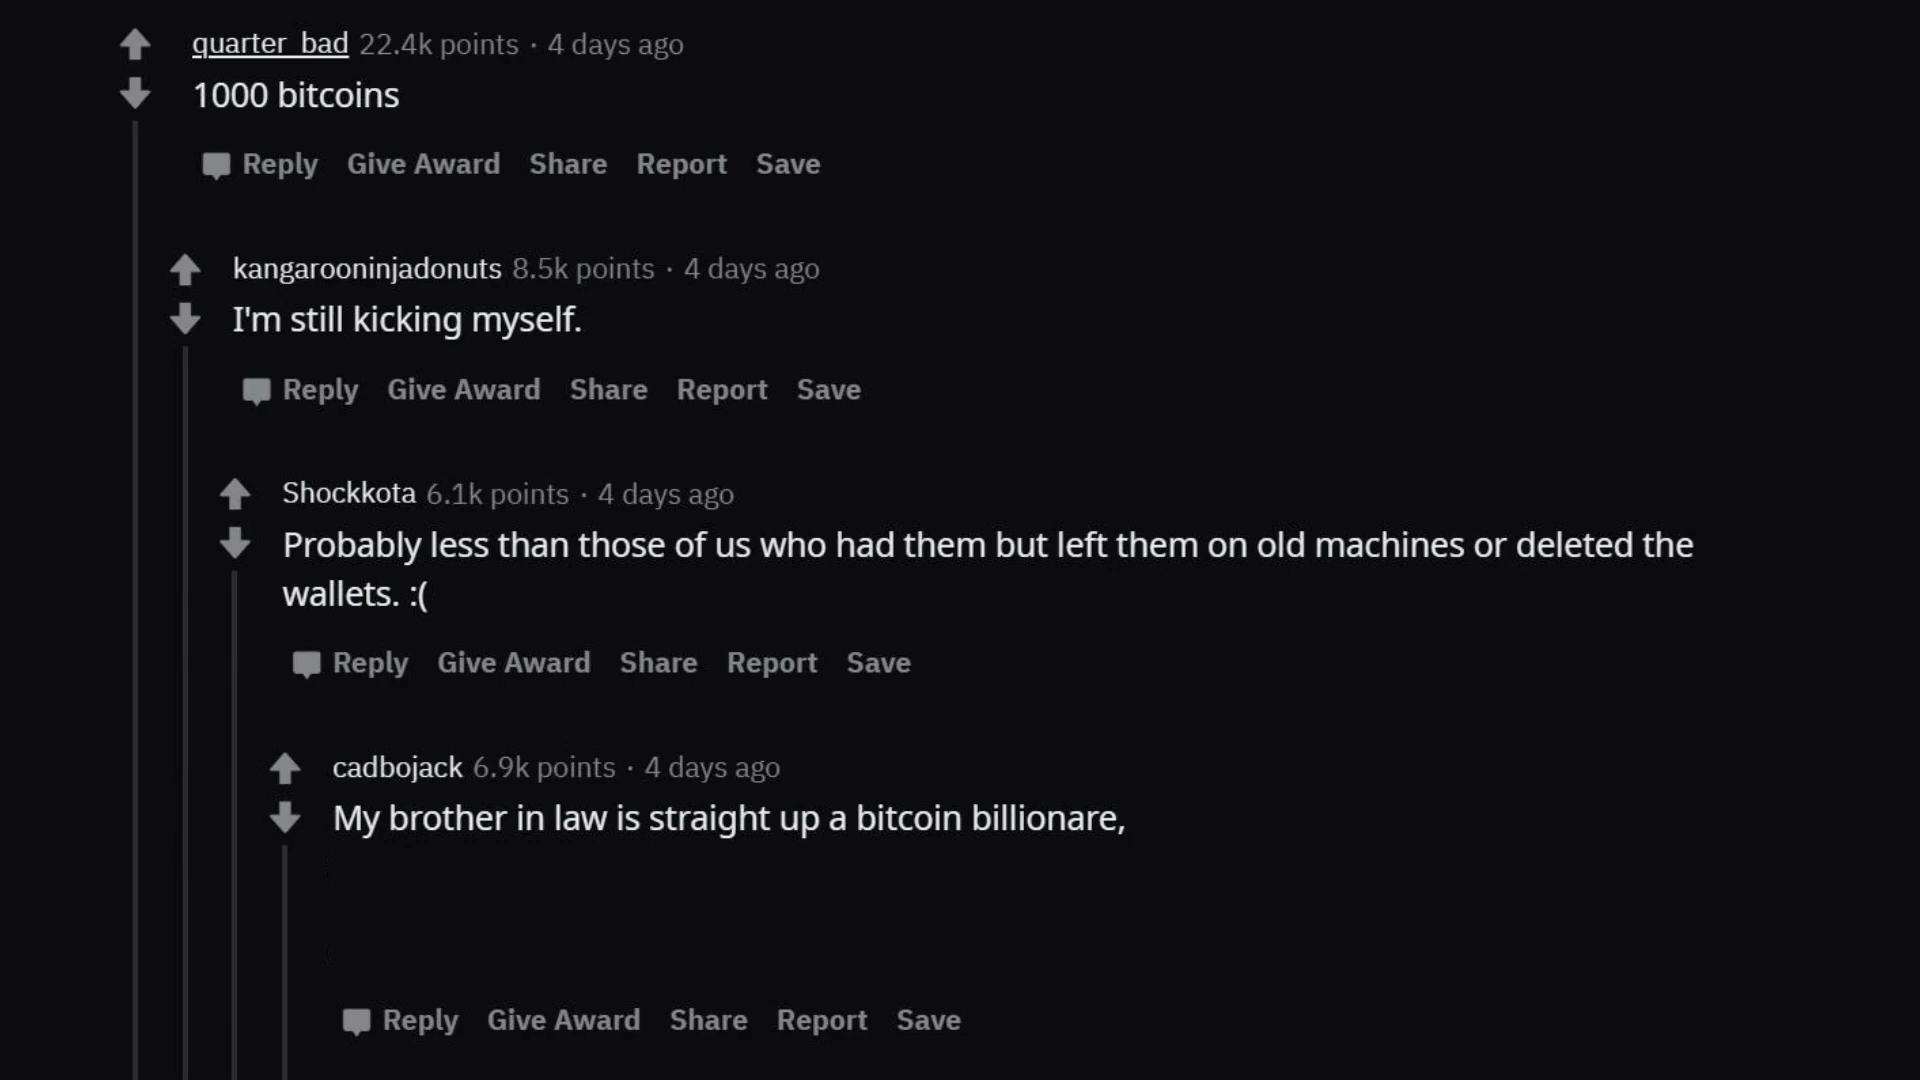 quarter_bad 22.4k points · 4 days ago
1000 bitcoins
Reply Give Award Share Report Save
kangarooninjadonuts 8.5k points · 4 days ago
I'm still kicking myself.
Reply Give Award Share Report Save
Shockkota 6.1k points · 4 days ago
Probably less than those of us who had them but left them on old machines or deleted the
wallets. :(
Reply Give Award Share Report Save
cadbojack 6.9k points · 4 days ago
My brother in law is straight up a bitcoin billionare,
Reply Give Award Share Report Save